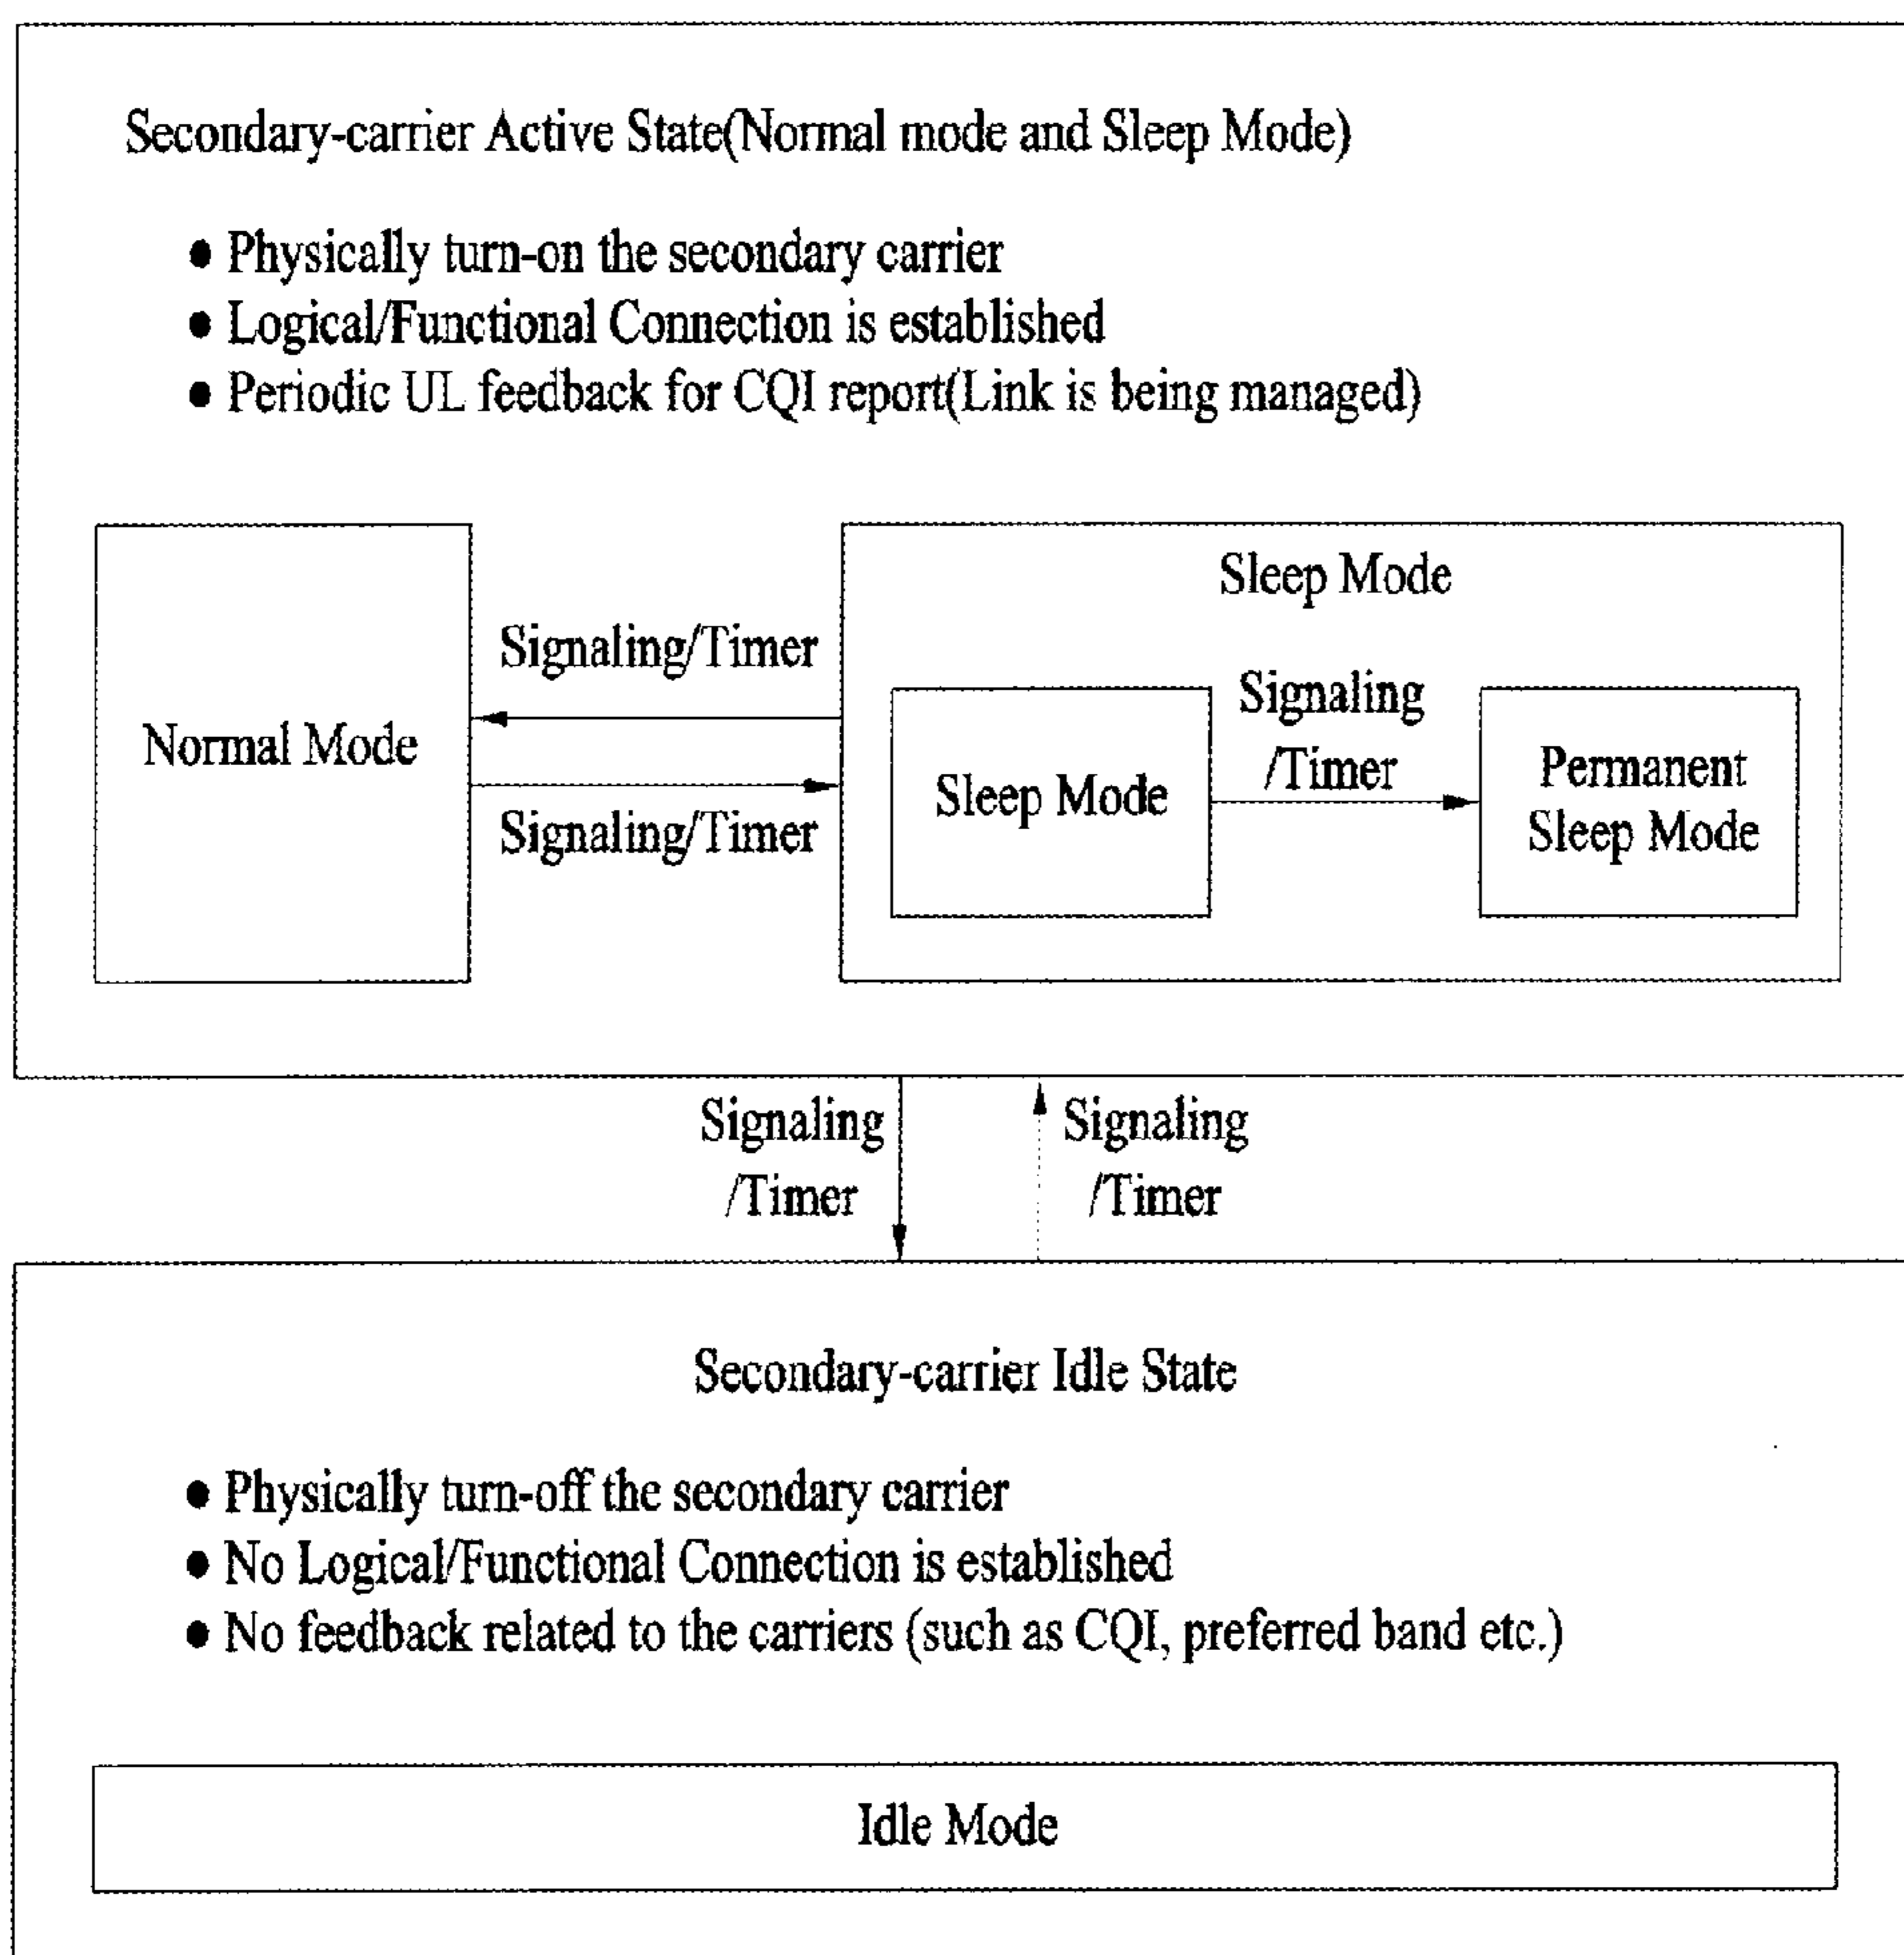 Secondary-carrier Active State(Normal mode and Sleep Mode)
● Physically turn-on the secondary carrier
● Logical/Functional Connection is established
● Periodic UL feedback for CQI report(Link is being managed)
Normal Mode
Signaling/Timer
Signaling/Timer
Sleep Mode
Sleep Mode
Signaling
/Timer
Permanent
Sleep Mode
Signaling
/Timer
Signaling
/Timer
Secondary-carrier Idle State
● Physically turn-off the secondary carrier
● No Logical/Functional Connection is established
● No feedback related to the carriers (such as CQI, preferred band etc.)
Idle Mode